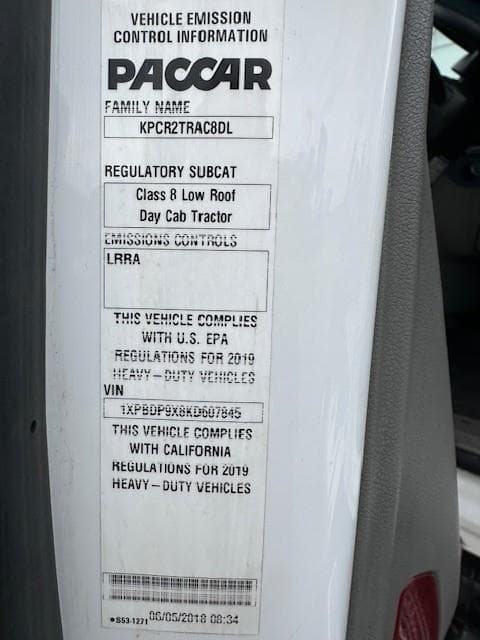 VEHICLE EMISSION
CONTROL INFORMATION
PACCAR
FAMILY NAME
KPCR2TRAC8DL
REGULATORY SUBCAT
Class 8 Low Roof
Day Cab Tractor
EMISSIONS CONTROLS
LRRA
THIS VEHICLE COMPLIES
WITH U.S. EPA
REGULATIONS FOR 2019
HEAVY-DUTY VEHICLES
VIN
1XPBDP9X8KD607845
THIS VEHICLE COMPLIES
WITH CALIFORNIA
REGULATIONS FOR 2019
HEAVY-DUTY VEHICLES
•S53-1271 06/05/2018 08:34